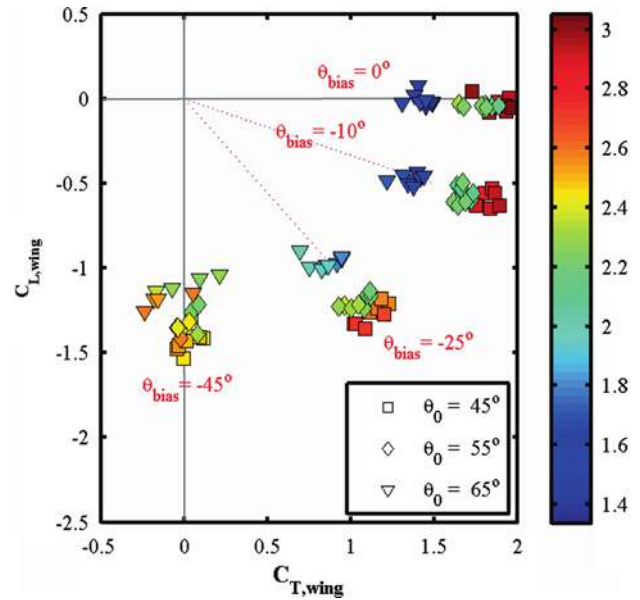 0.5
0
-0.5
-1
-1.5
-2
-2.5
C_L,wing
-0.5 0 0.5 1 1.5 2
C_T,wing
θ_bias = 0°
θ_bias = -10°
θ_bias = -25°
θ_bias = -45°
θ_0 = 45°
θ_0 = 55°
θ_0 = 65°
3
2.8
2.6
2.4
2.2
2
1.8
1.6
1.4